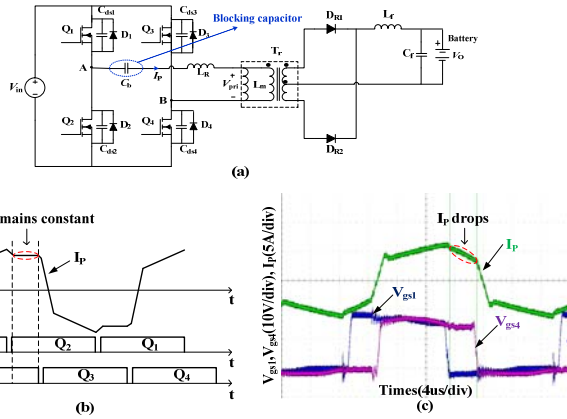 Blocking capacitor
Q1 Cds1 D1 Q3 Cds3 D3
A Cb IP LR
Vin
Vpri Lm Tr
B
Q2 Cds2 D2 Q4 Cds4 D4
DR1 Lf
Cf Battery VO
DR2
+ − +
(a)
mains constant
IP
t
Q2 Q1 t
Q3 Q4 t
(b)
Vgs1,Vgs4(10V/div), IP(5A/div)
IP drops
IP
Vgs1
Vgs4
Times(4us/div)
(c)